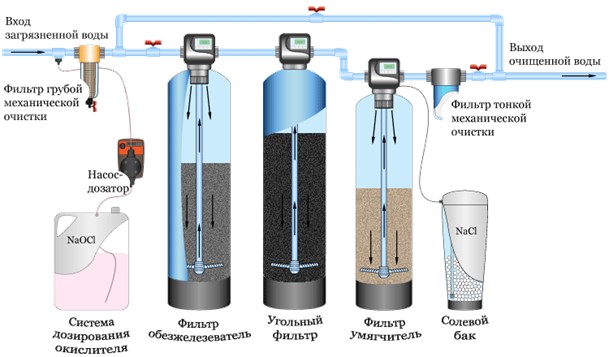 Вход
загрязненной воды
Выход
очищенной воды
Фильтр грубой
механической
очистки
Фильтр тонкой
механической
очистки
Насос-
дозатор
NaOCl
NaCl
Система
дозирования
окислителя
Фильтр
обезжелезеватель
Угольный
фильтр
Фильтр
умягчитель
Солевой
бак